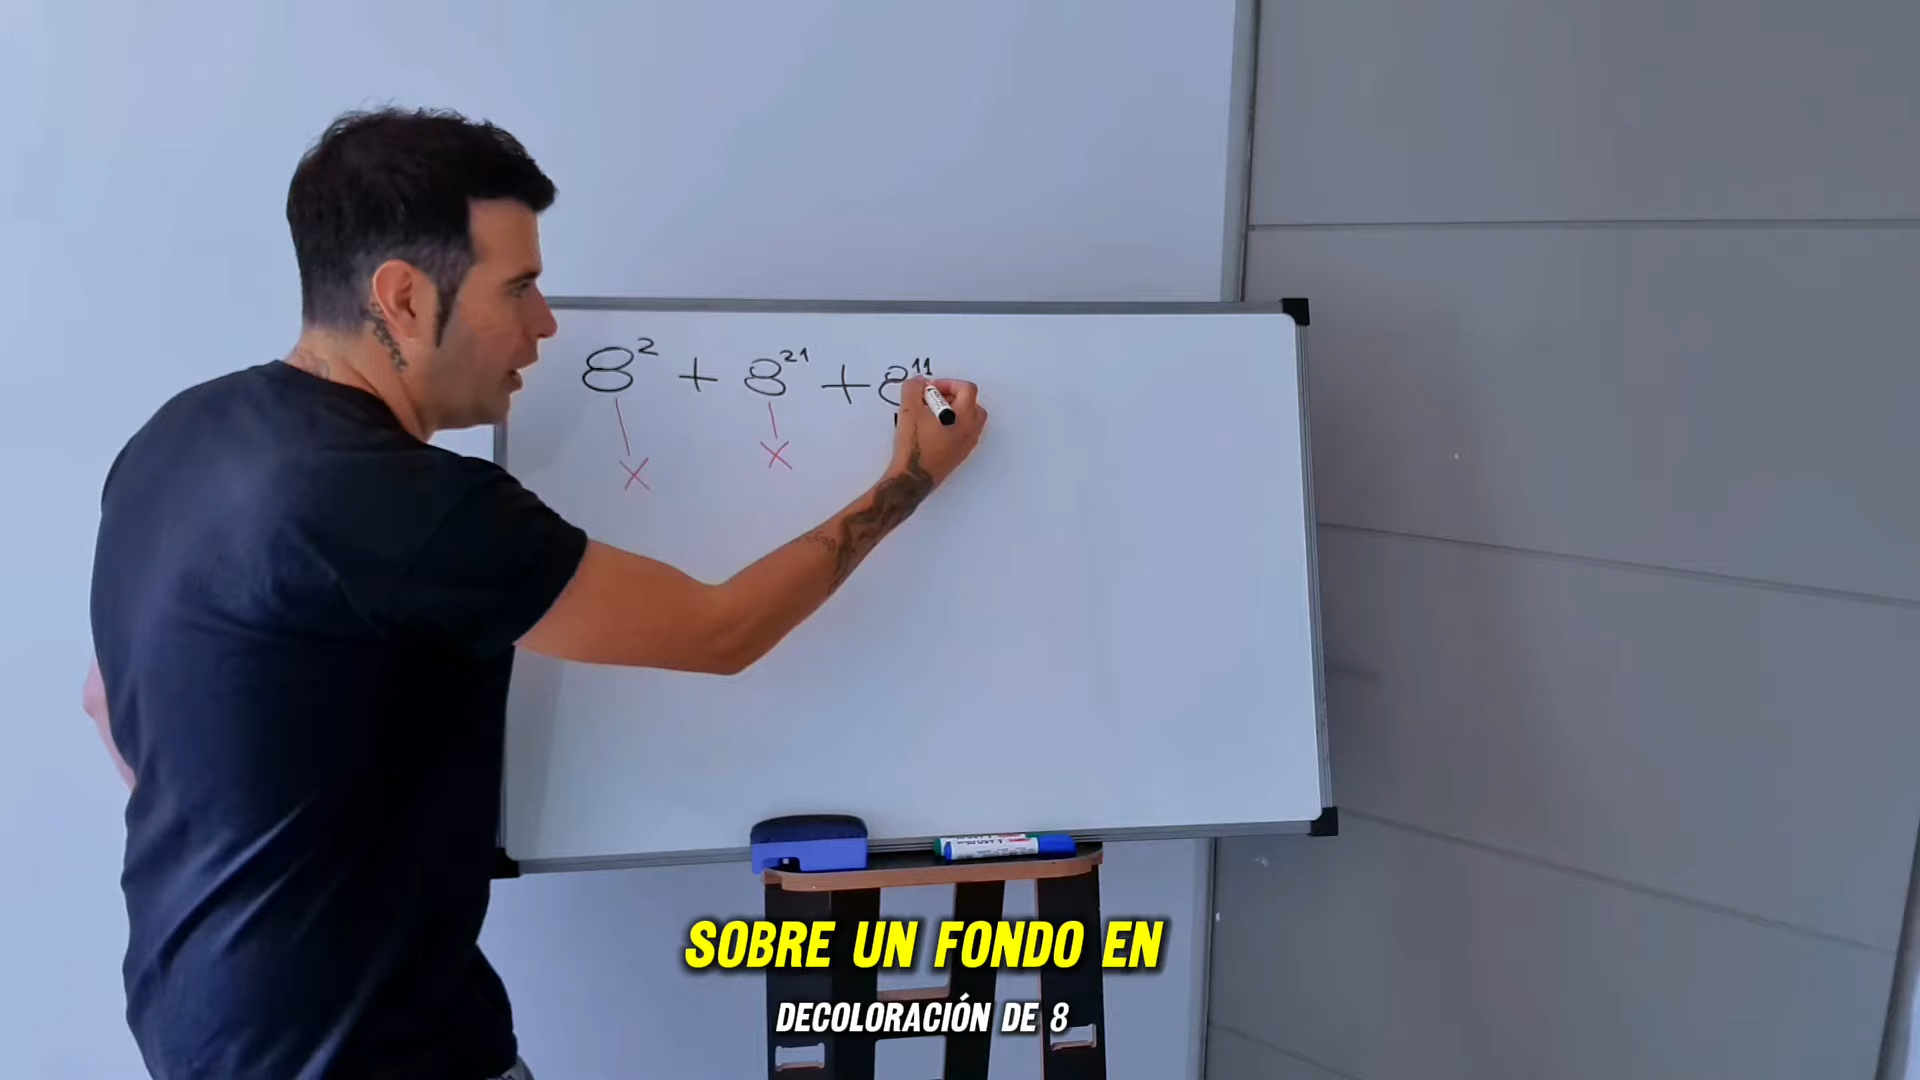 8² + 8²¹ + 8¹¹
X X
SOBRE UN FONDO EN
DECOLORACIÓN DE 8